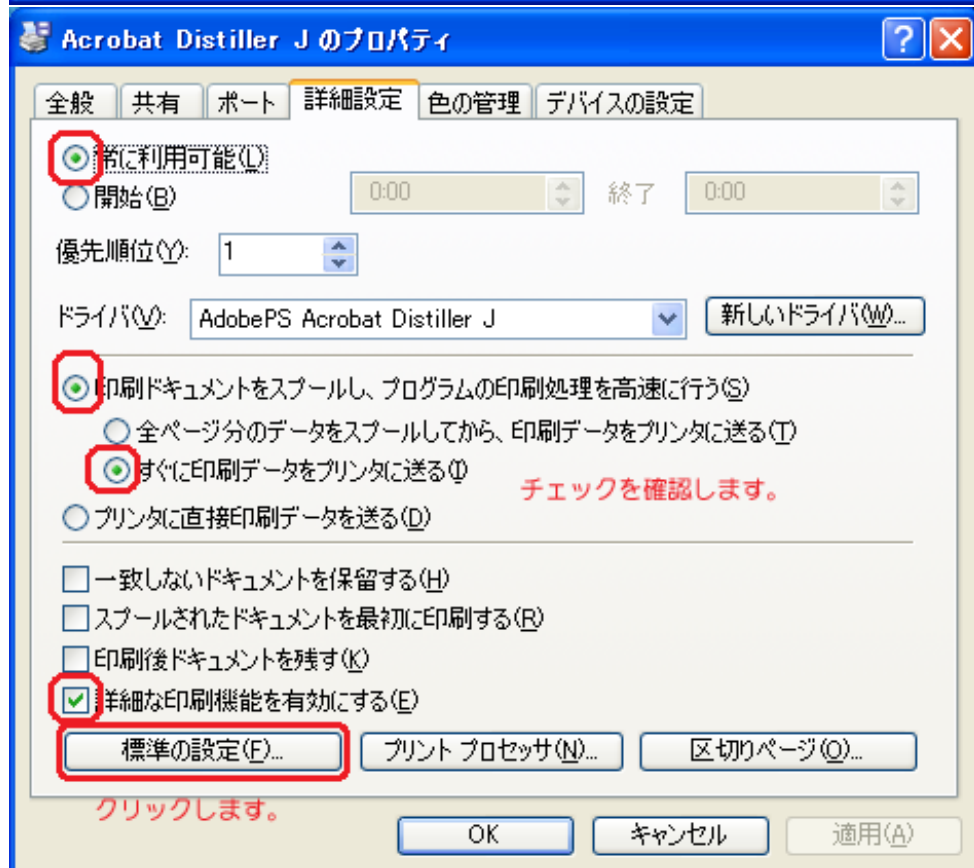 Acrobat Distiller J のプロパティ
全般 共有 ポート 詳細設定 色の管理 デバイスの設定
常に利用可能(L)
開始(B) 0:00 終了 0:00
優先順位(Y): 1
ドライバ(V): AdobePS Acrobat Distiller J 新しいドライバ(W)...
印刷ドキュメントをスプールし、プログラムの印刷処理を高速に行う(S)
全ページ分のデータをスプールしてから、印刷データをプリンタに送る(T)
すぐに印刷データをプリンタに送る(I)
チェックを確認します。
プリンタに直接印刷データを送る(D)
一致しないドキュメントを保留する(H)
スプールされたドキュメントを最初に印刷する(R)
印刷後ドキュメントを残す(K)
詳細な印刷機能を有効にする(E)
標準の設定(F)... プリント プロセッサ(N)... 区切りページ(O)...
クリックします。
OK キャンセル 適用(A)